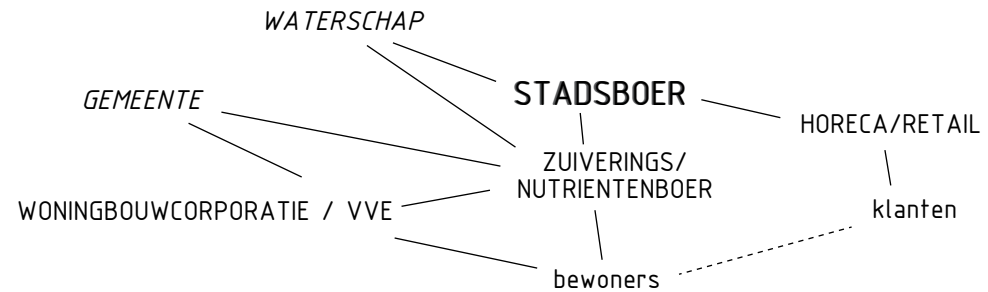 WATERSCHAP
STADSBOER
GEMEENTE
HORECA/RETAIL
ZUIVERINGS/
NUTRIENTENBOER
WONINGBOUWCORPORATIE / VVE
klanten
bewoners